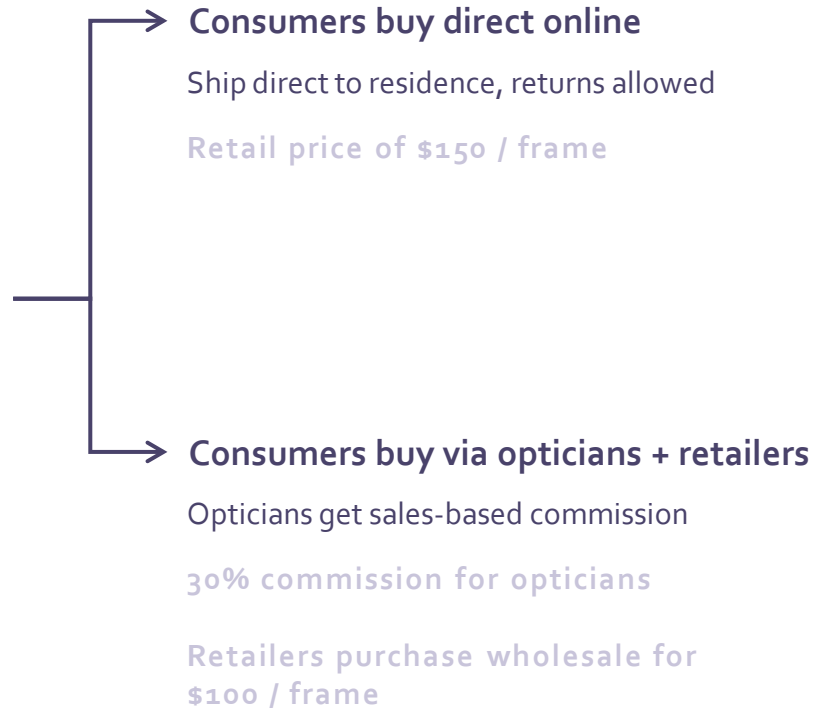 Consumers buy direct online
Ship direct to residence, returns allowed
Retail price of $150 / frame
Consumers buy via opticians + retailers
Opticians get sales-based commission
30% commission for opticians
Retailers purchase wholesale for
$100 / frame